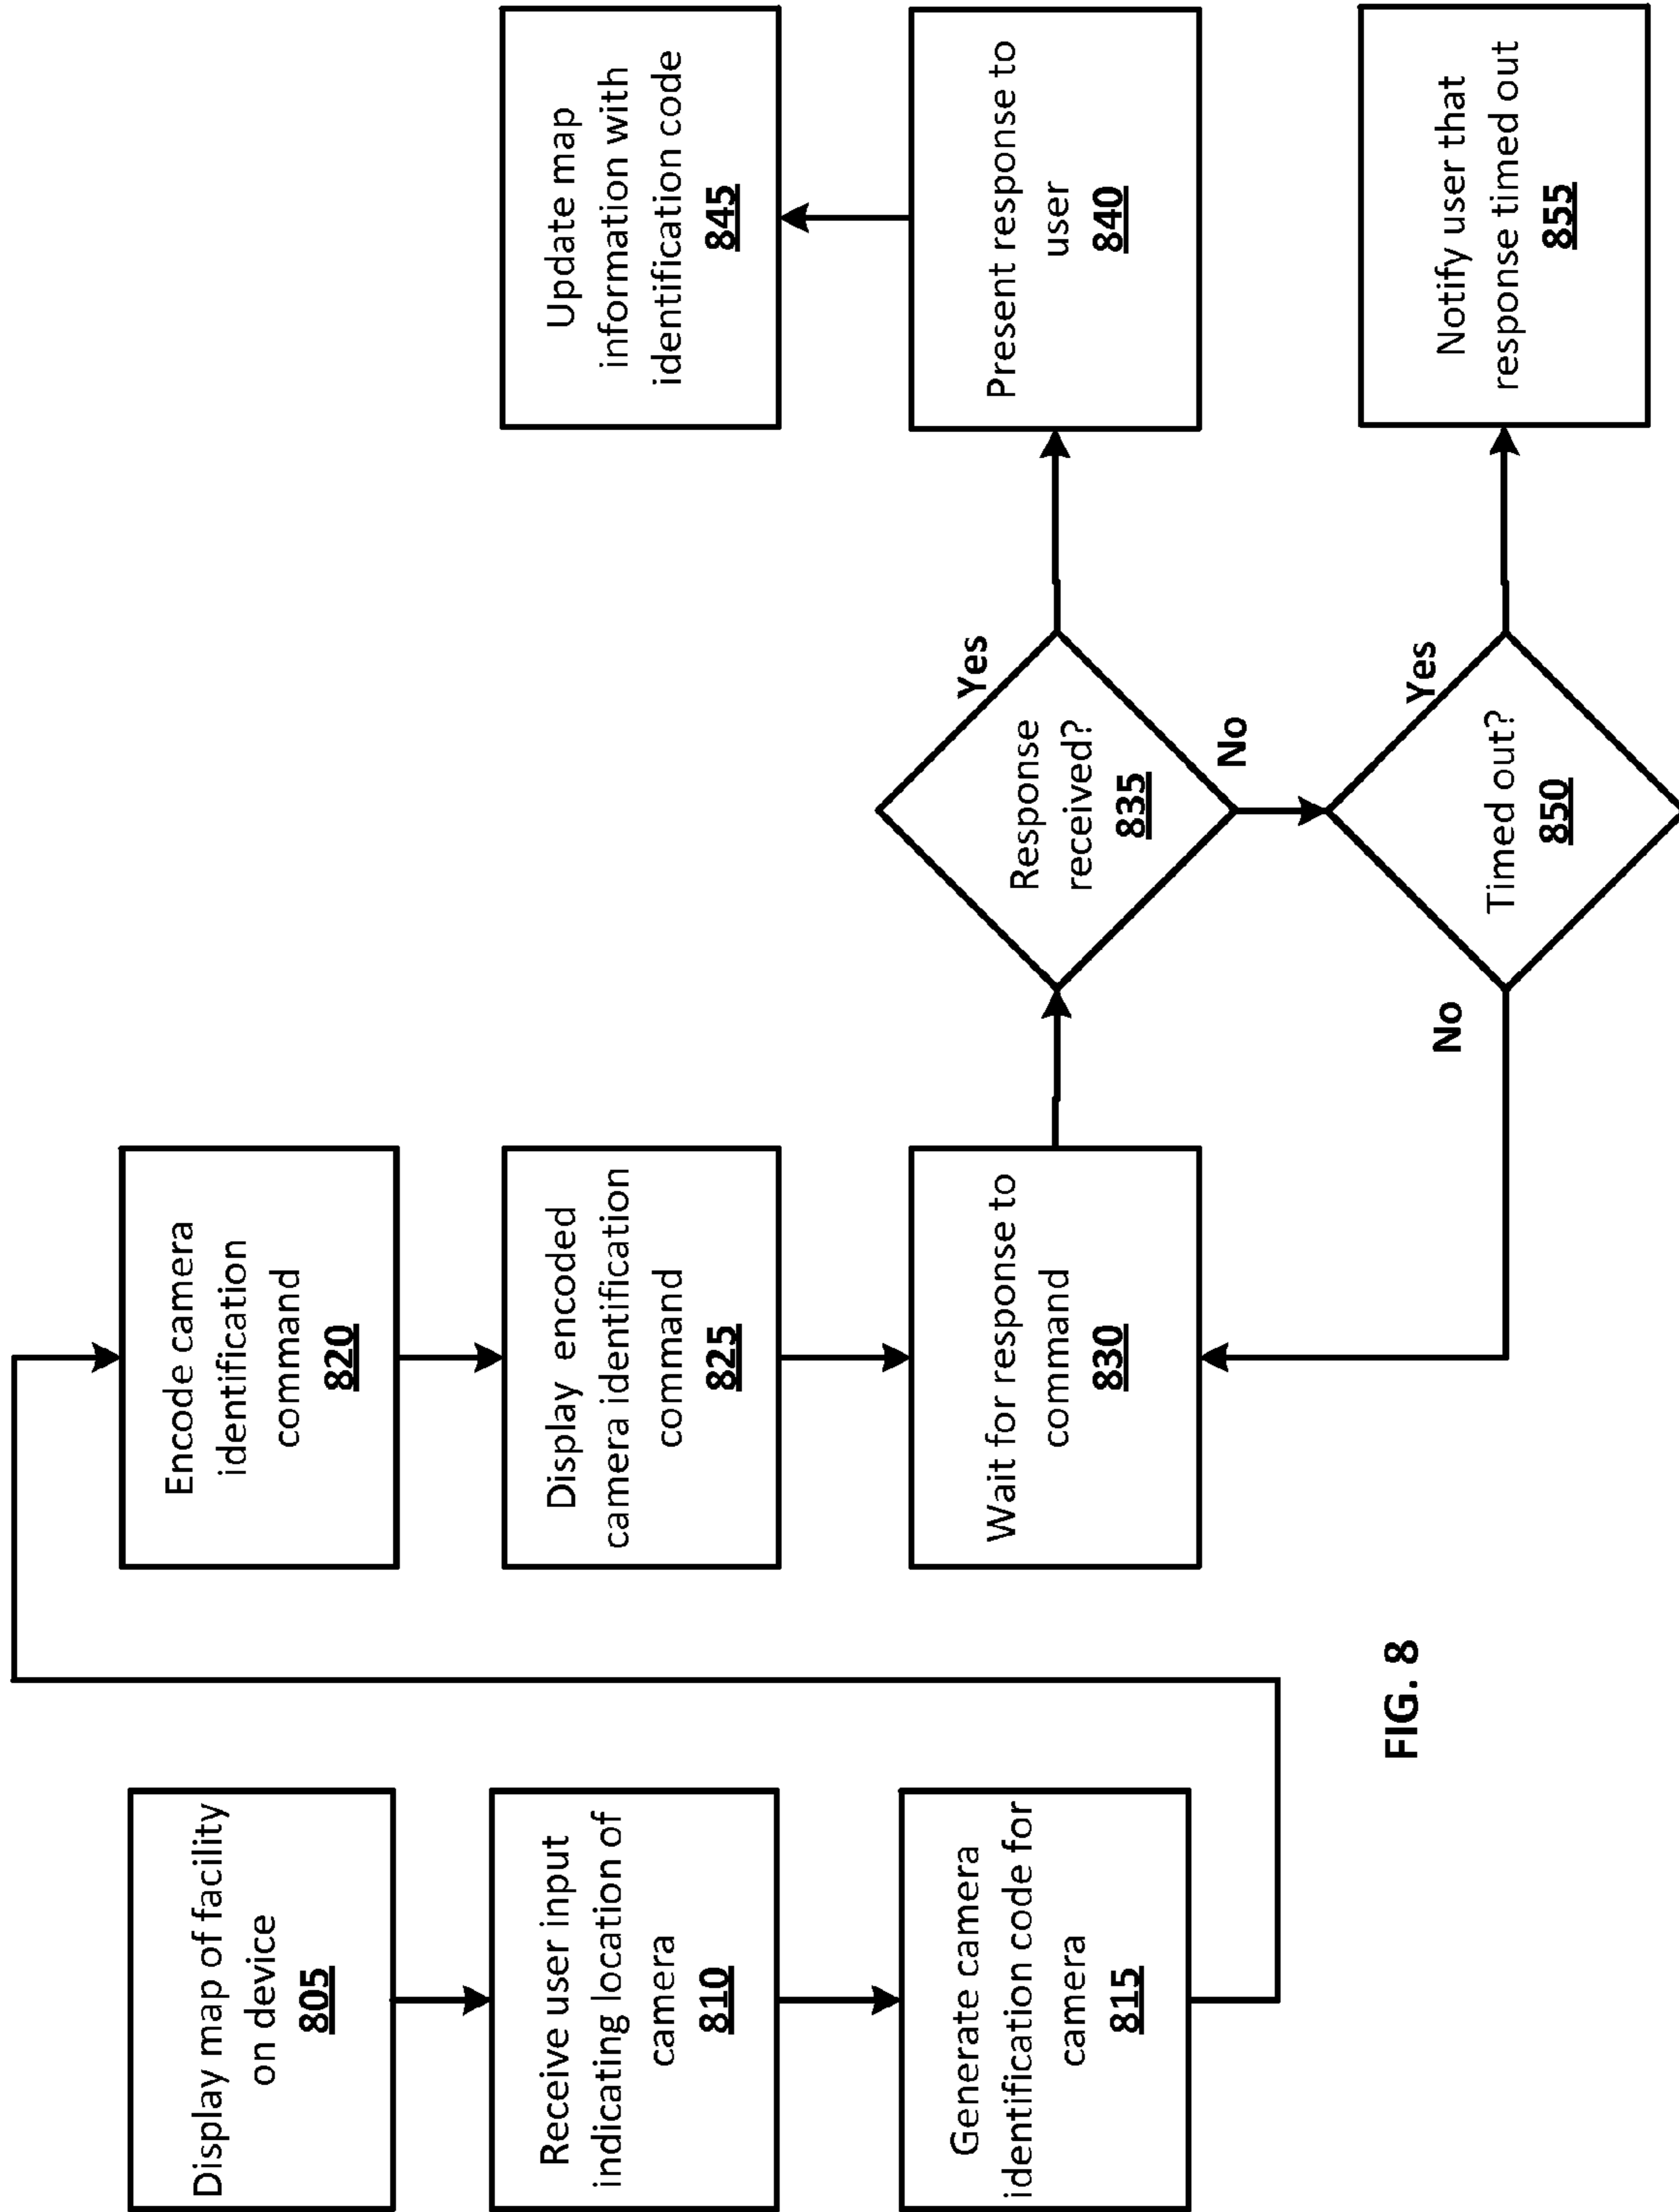 Display map of facility
on device
805
Receive user input
indicating location of
camera
810
Generate camera
identification code for
camera
815
Encode camera
identification
command
820
Display encoded
camera identification
command
825
Wait for response to
command
830
Response
received?
835
Yes
No
Present response to
user
840
Update map
information with
identification code
845
Timed out?
850
Yes
No
Notify user that
response timed out
855
FIG. 8